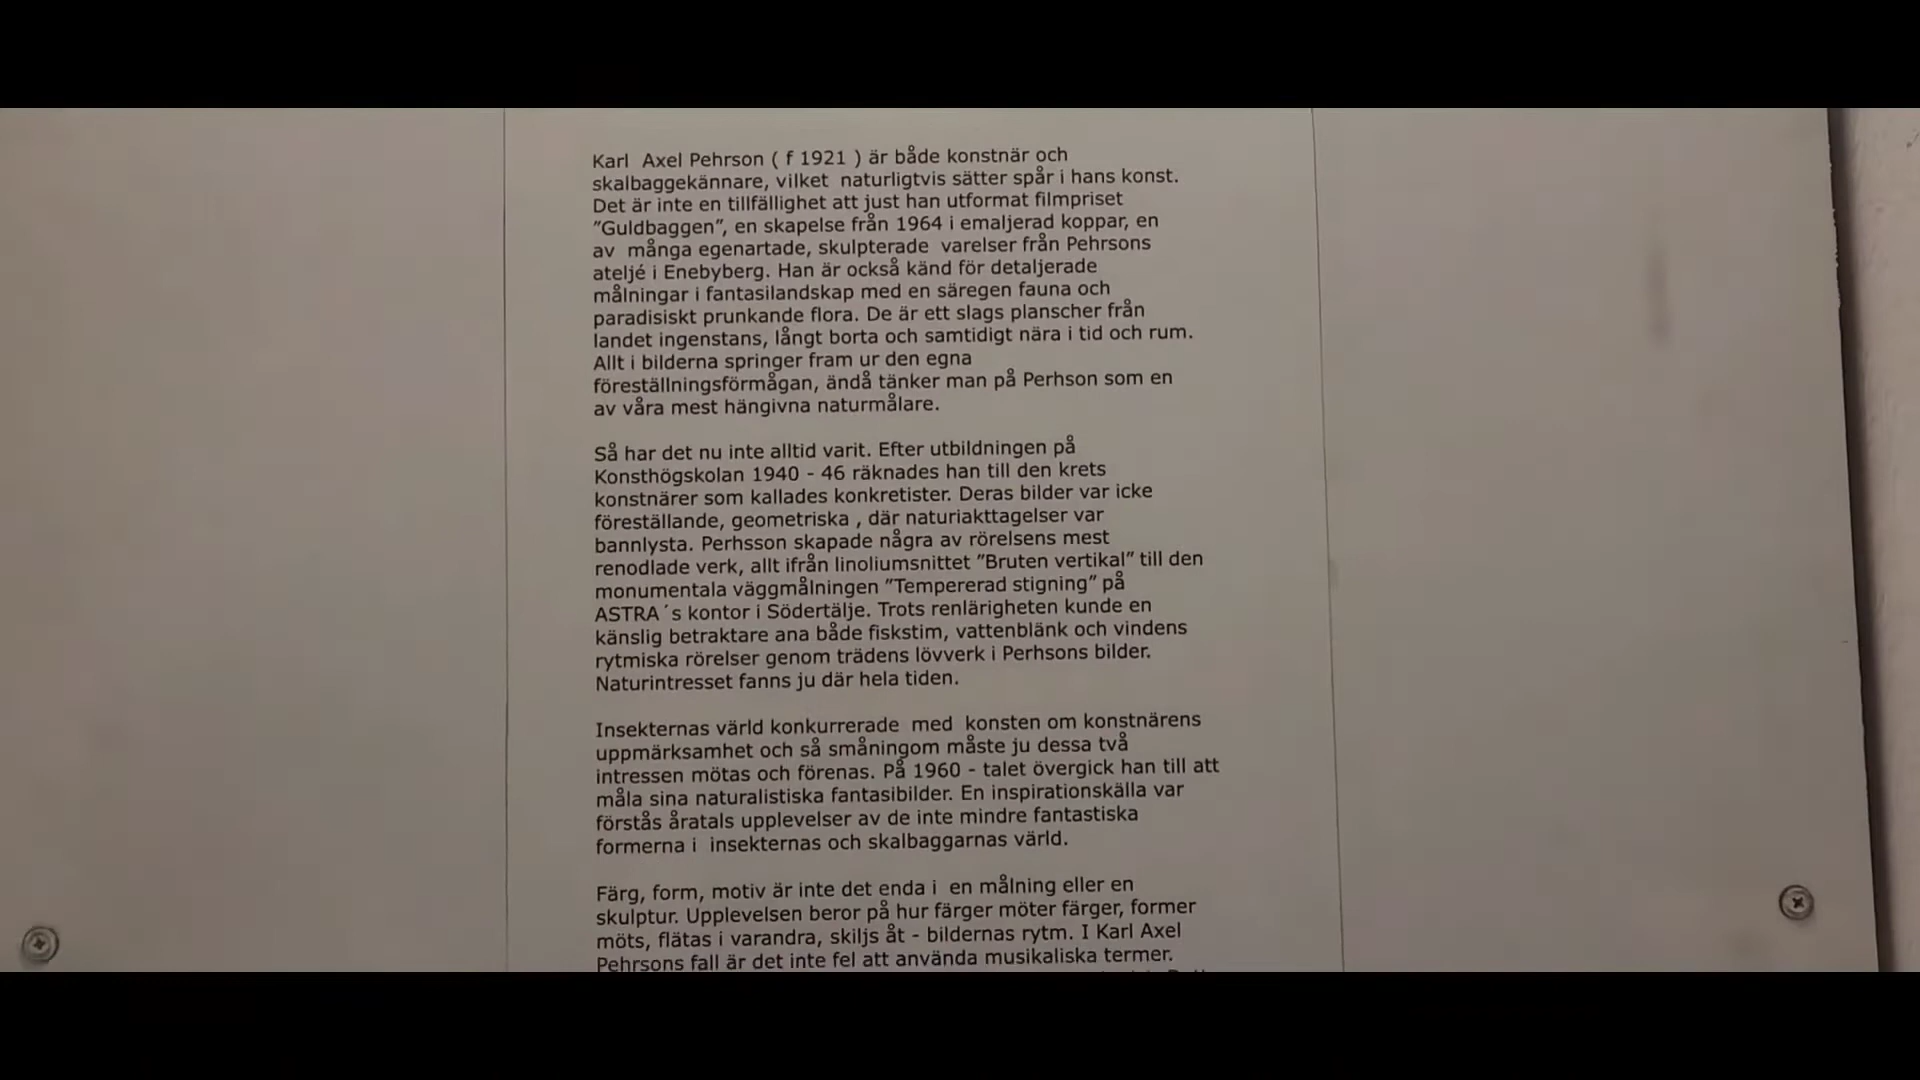 Karl Axel Pehrson ( f 1921 ) är både konstnär och
skalbaggekännare, vilket naturligtvis sätter spår i hans konst.
Det är inte en tillfällighet att just han utformat filmpriset
”Guldbaggen”, en skapelse från 1964 i emaljerad koppar, en
av många egenartade, skulpterade varelser från Pehrsons
ateljé i Enebyberg. Han är också känd för detaljerade
målningar i fantasilandskap med en säregen fauna och
paradisiskt prunkande flora. De är ett slags planscher från
landet ingenstans, långt borta och samtidigt nära i tid och rum.
Allt i bilderna springer fram ur den egna
föreställningsförmågan, ändå tänker man på Perhson som en
av våra mest hängivna naturmålare.
Så har det nu inte alltid varit. Efter utbildningen på
Konsthögskolan 1940 - 46 räknades han till den krets
konstnärer som kallades konkretister. Deras bilder var icke
föreställande, geometriska , där naturiakttagelser var
bannlysta. Perhsson skapade några av rörelsens mest
renodlade verk, allt ifrån linoliumsnittet ”Bruten vertikal” till den
monumentala väggmålningen ”Tempererad stigning” på
ASTRA´s kontor i Södertälje. Trots renlärigheten kunde en
känslig betraktare ana både fiskstim, vattenblänk och vindens
rytmiska rörelser genom trädens lövverk i Perhsons bilder.
Naturintresset fanns ju där hela tiden.
Insekternas värld konkurrerade med konsten om konstnärens
uppmärksamhet och så småningom måste ju dessa två
intressen mötas och förenas. På 1960 - talet övergick han till att
måla sina naturalistiska fantasibilder. En inspirationskälla var
förstås åratals upplevelser av de inte mindre fantastiska
formerna i insekternas och skalbaggarnas värld.
Färg, form, motiv är inte det enda i en målning eller en
skulptur. Upplevelsen beror på hur färger möter färger, former
möts, flätas i varandra, skiljs åt - bildernas rytm. I Karl Axel
Pehrsons fall är det inte fel att använda musikaliska termer.